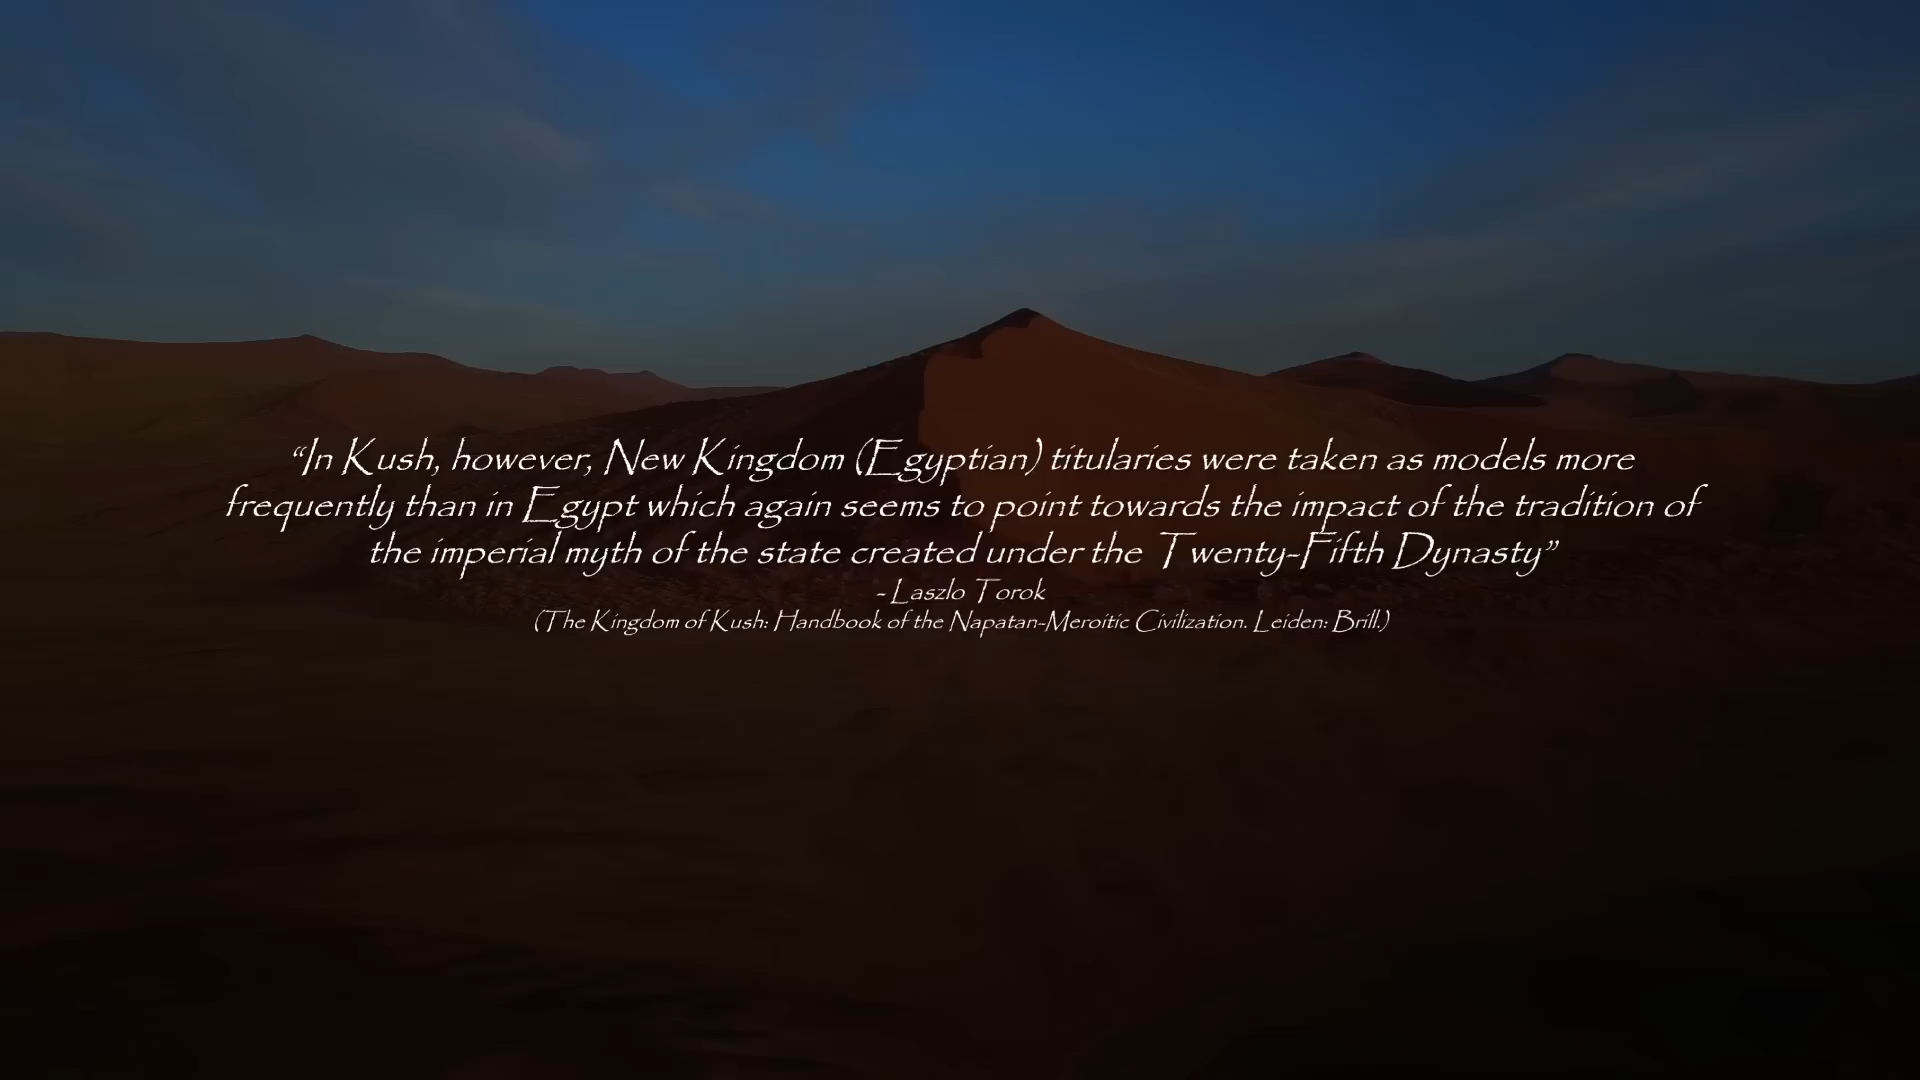 “In Kush, however, New Kingdom (Egyptian) titularies were taken as models more
frequently than in Egypt which again seems to point towards the impact of the tradition of
the imperial myth of the state created under the Twenty-Fifth Dynasty”
- Laszlo Torok
(The Kingdom of Kush: Handbook of the Napatan-Meroitic Civilization. Leiden: Brill.)